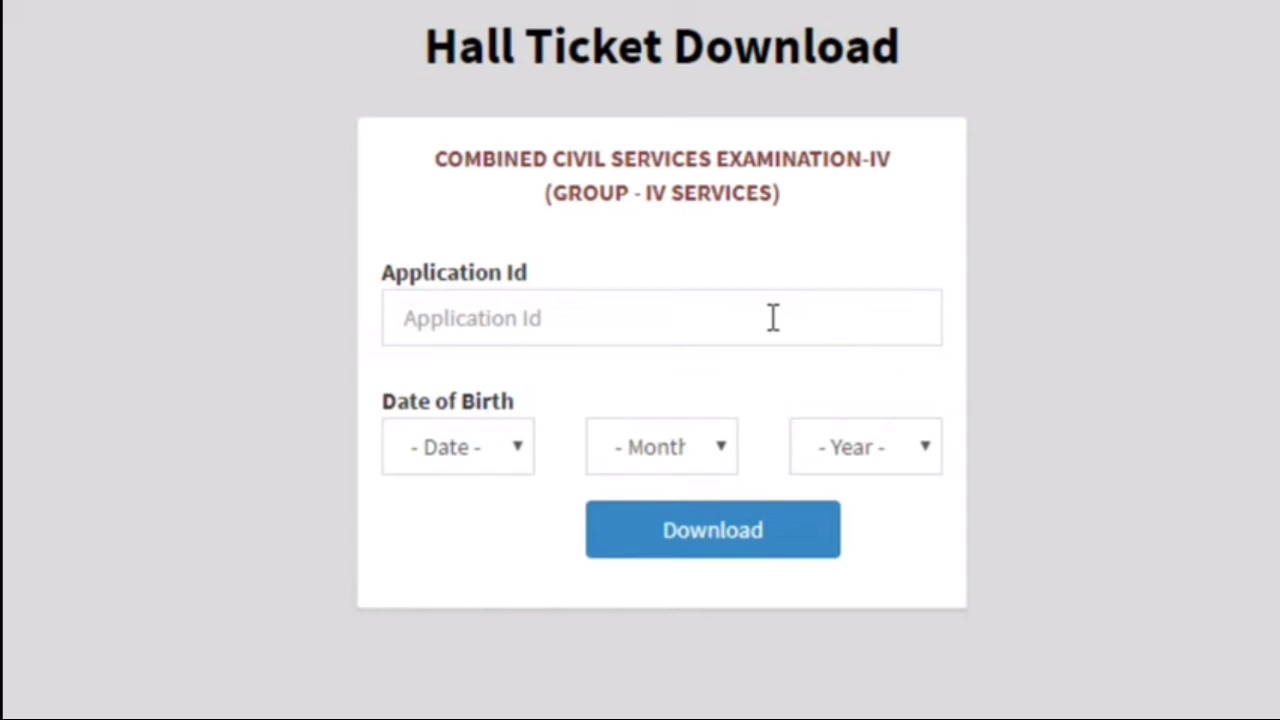 Hall Ticket Download
COMBINED CIVIL SERVICES EXAMINATION-IV
(GROUP - IV SERVICES)
Application Id
Application Id
Date of Birth
- Date -
- Month
- Year -
Download